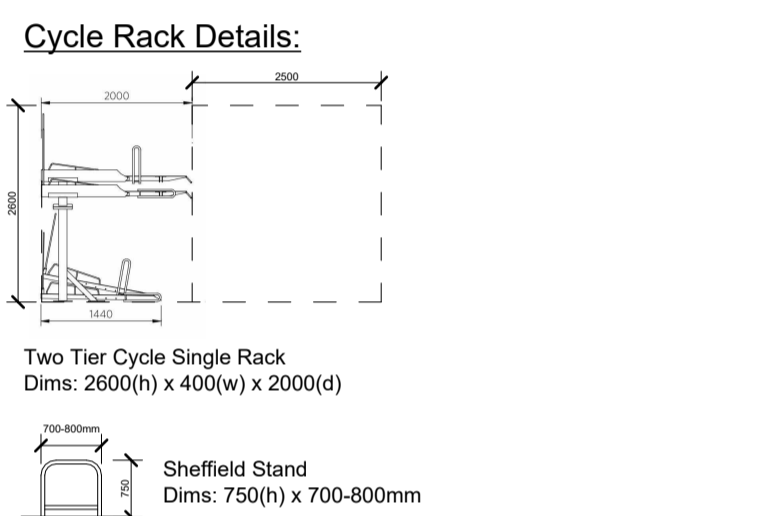 Cycle Rack Details:
2500
2000
2600
1440
Two Tier Cycle Single Rack
Dims: 2600(h) x 400(w) x 2000(d)
700-800mm
750
Sheffield Stand
Dims: 750(h) x 700-800mm